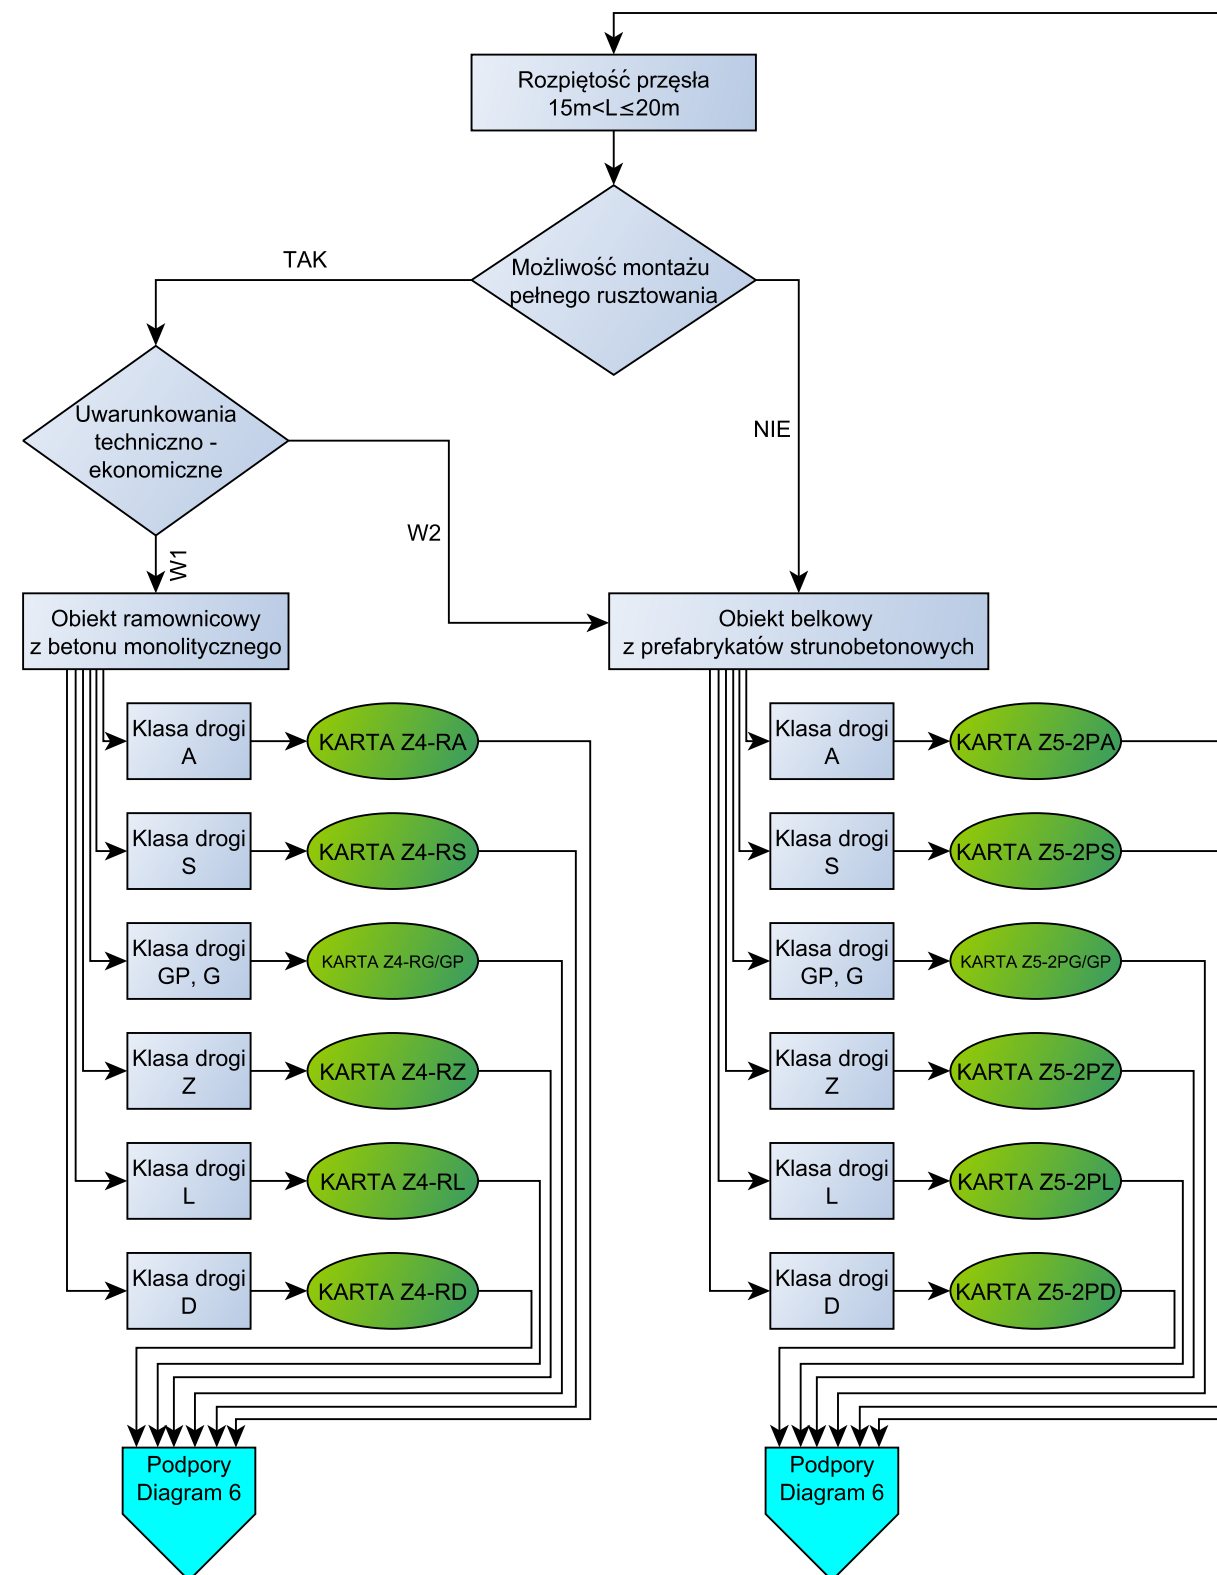 Rozpiętość przęsła
15m<L≤20m
Możliwość montażu
pełnego rusztowania
TAK
NIE
Uwarunkowania
techniczno -
ekonomiczne
W1
W2
Obiekt ramownicowy
z betonu monolitycznego
Klasa drogi
A
KARTA Z4-RA
Klasa drogi
S
KARTA Z4-RS
Klasa drogi
GP, G
KARTA Z4-RG/GP
Klasa drogi
Z
KARTA Z4-RZ
Klasa drogi
L
KARTA Z4-RL
Klasa drogi
D
KARTA Z4-RD
Podpory
Diagram 6
Obiekt belkowy
z prefabrykatów strunobetonowych
Klasa drogi
A
KARTA Z5-2PA
Klasa drogi
S
KARTA Z5-2PS
Klasa drogi
GP, G
KARTA Z5-2PG/GP
Klasa drogi
Z
KARTA Z5-2PZ
Klasa drogi
L
KARTA Z5-2PL
Klasa drogi
D
KARTA Z5-2PD
Podpory
Diagram 6